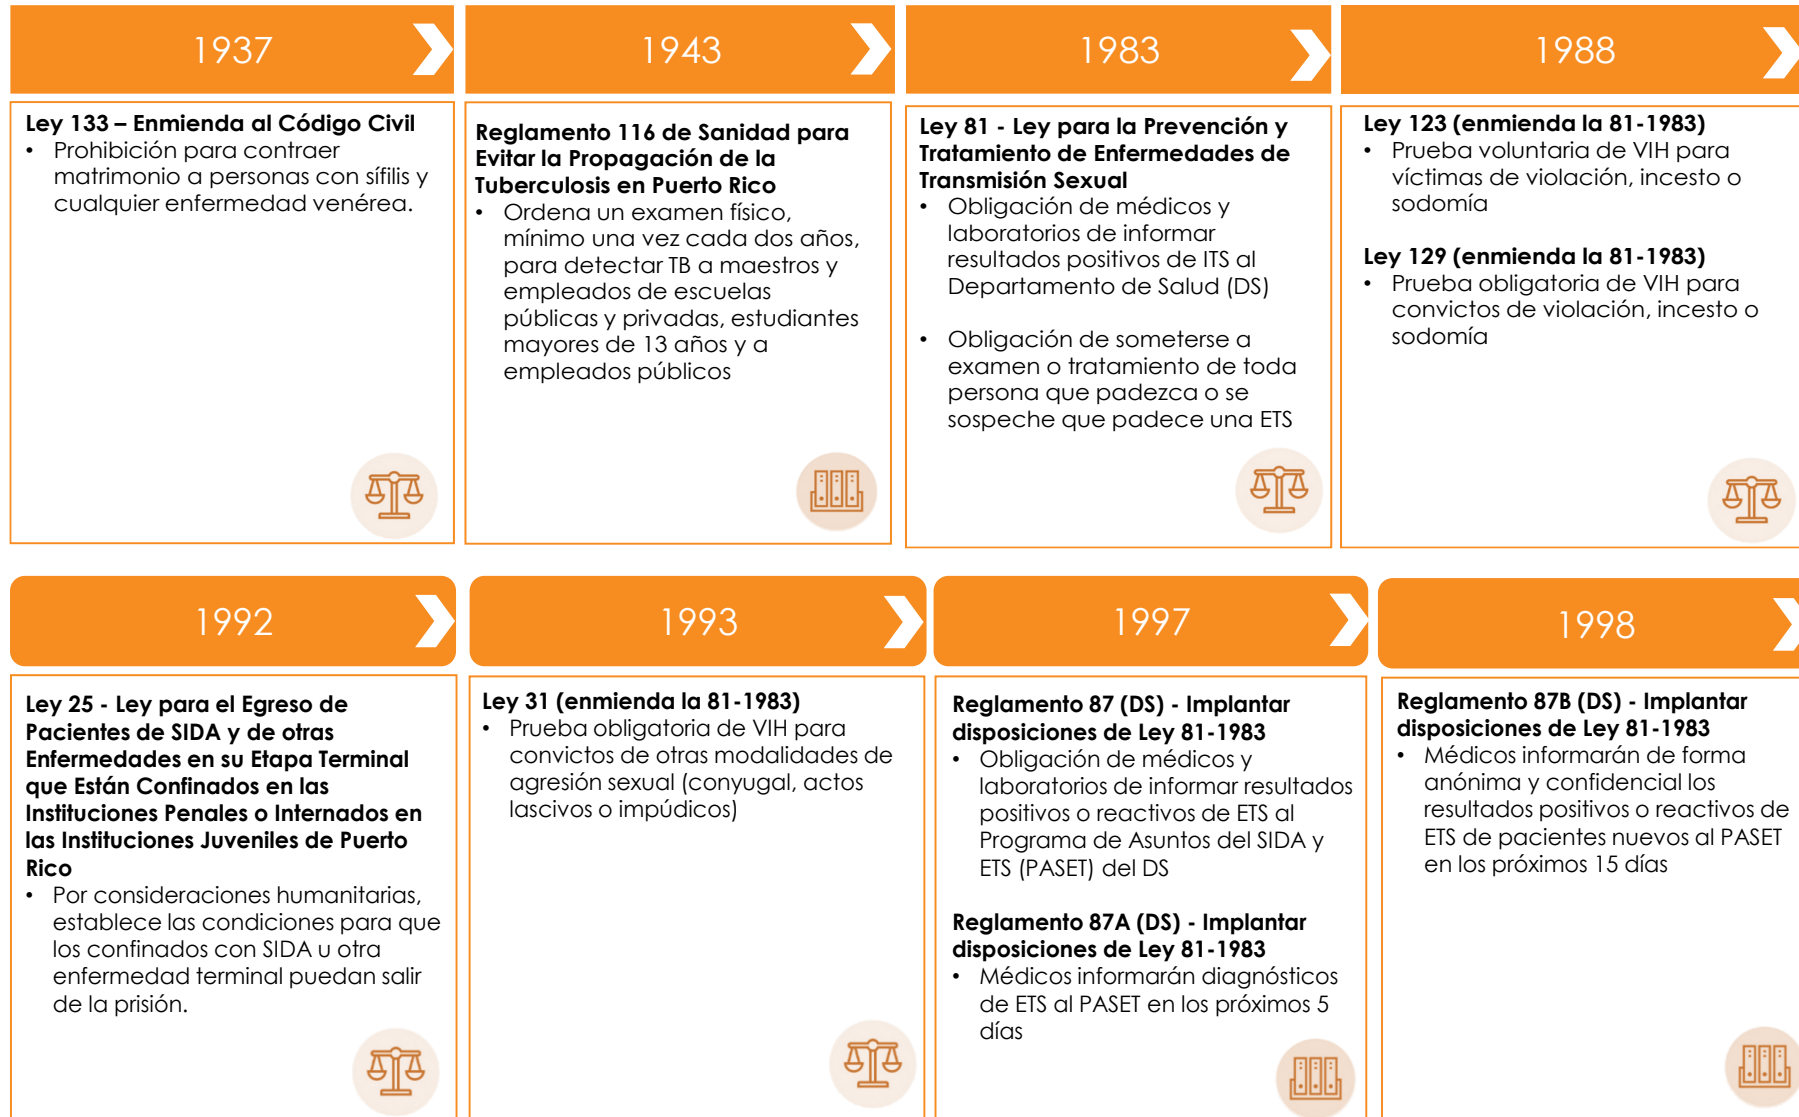 1937
Ley 133 – Enmienda al Código Civil
• Prohibición para contraer
matrimonio a personas con sífilis y
cualquier enfermedad venérea.
1943
Reglamento 116 de Sanidad para
Evitar la Propagación de la
Tuberculosis en Puerto Rico
• Ordena un examen físico,
mínimo una vez cada dos años,
para detectar TB a maestros y
empleados de escuelas
públicas y privadas, estudiantes
mayores de 13 años y a
empleados públicos
1983
Ley 81 - Ley para la Prevención y
Tratamiento de Enfermedades de
Transmisión Sexual
• Obligación de médicos y
laboratorios de informar
resultados positivos de ITS al
Departamento de Salud (DS)
• Obligación de someterse a
examen o tratamiento de toda
persona que padezca o se
sospeche que padece una ETS
1988
Ley 123 (enmienda la 81-1983)
• Prueba voluntaria de VIH para
víctimas de violación, incesto o
sodomía
Ley 129 (enmienda la 81-1983)
• Prueba obligatoria de VIH para
convictos de violación, incesto o
sodomía
1992
Ley 25 - Ley para el Egreso de
Pacientes de SIDA y de otras
Enfermedades en su Etapa Terminal
que Están Confinados en las
Instituciones Penales o Internados en
las Instituciones Juveniles de Puerto
Rico
• Por consideraciones humanitarias,
establece las condiciones para que
los confinados con SIDA u otra
enfermedad terminal puedan salir
de la prisión.
1993
Ley 31 (enmienda la 81-1983)
• Prueba obligatoria de VIH para
convictos de otras modalidades de
agresión sexual (conyugal, actos
lascivos o impúdicos)
1997
Reglamento 87 (DS) - Implantar
disposiciones de Ley 81-1983
• Obligación de médicos y
laboratorios de informar resultados
positivos o reactivos de ETS al
Programa de Asuntos del SIDA y
ETS (PASET) del DS
Reglamento 87A (DS) - Implantar
disposiciones de Ley 81-1983
• Médicos informarán diagnósticos
de ETS al PASET en los próximos 5
días
1998
Reglamento 87B (DS) - Implantar
disposiciones de Ley 81-1983
• Médicos informarán de forma
anónima y confidencial los
resultados positivos o reactivos de
ETS de pacientes nuevos al PASET
en los próximos 15 días